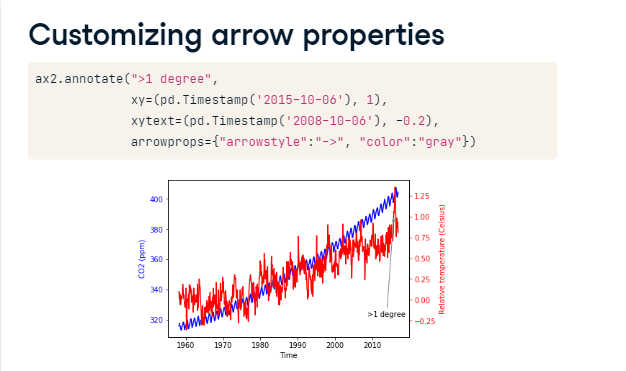 Customizing arrow properties
ax2.annotate(">1 degree",
xy=(pd.Timestamp('2015-10-06'), 1),
xytext=(pd.Timestamp('2008-10-06'), -0.2),
arrowprops={"arrowstyle":"->", "color":"gray"})
400
380
360
340
320
CO2 (ppm)
1.25
1.00
0.75
0.50
0.25
0.00
−0.25
Relative temperature (Celsius)
>1 degree
1960 1970 1980 1990 2000 2010
Time